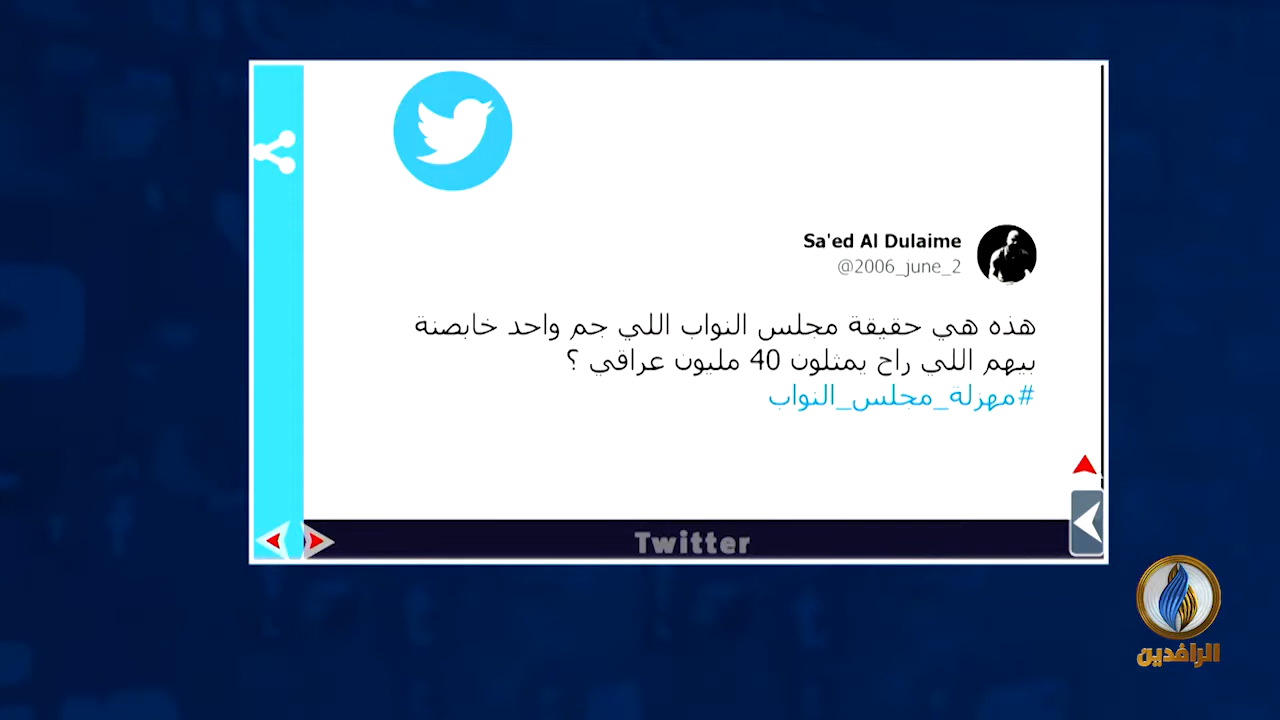 Sa'ed Al Dulaime
@2006_june_2
هذه هي حقيقة مجلس النواب اللي جم واحد خابصنة
بيهم اللي راح يمثلون 40 مليون عراقي ؟
#مهزلة_مجلس_النواب
Twitter
الرافدين